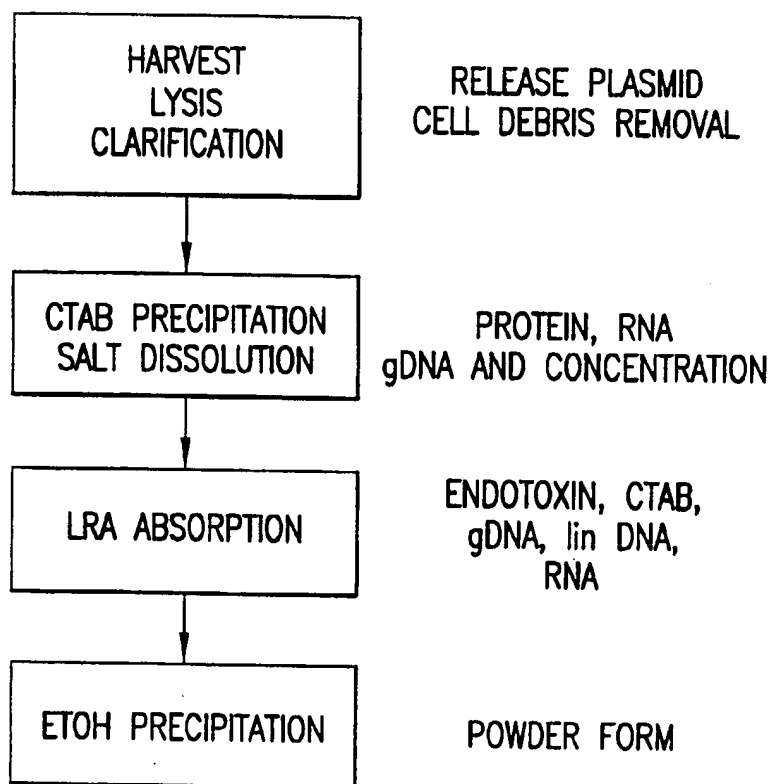 HARVEST
LYSIS
CLARIFICATION
RELEASE PLASMID
CELL DEBRIS REMOVAL
CTAB PRECIPITATION
SALT DISSOLUTION
PROTEIN, RNA
gDNA AND CONCENTRATION
LRA ABSORPTION
ENDOTOXIN, CTAB,
gDNA, lin DNA,
RNA
ETOH PRECIPITATION
POWDER FORM